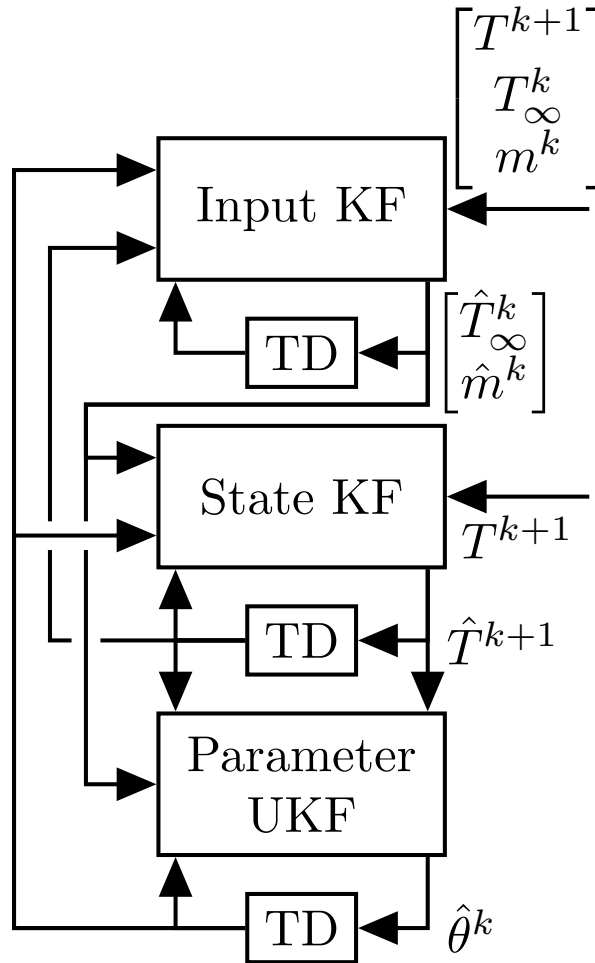 [T^{k+1}
T_∞^k
m^k]
Input KF
TD
[T̂_∞^k
m̂^k]
State KF
T^{k+1}
TD
T̂^{k+1}
Parameter
UKF
TD
θ̂^k